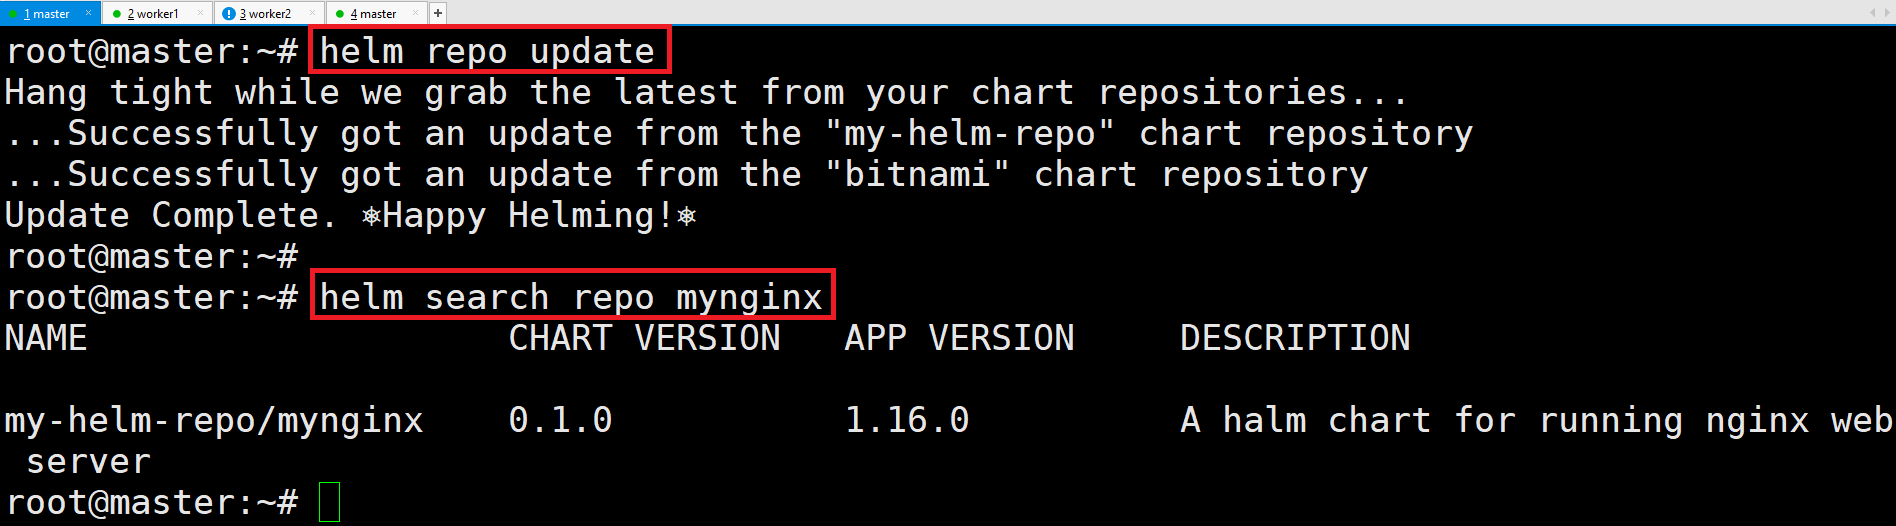 1 master × 2 worker1 × 3 worker2 × 4 master × +
root@master:~# helm repo update
Hang tight while we grab the latest from your chart repositories...
...Successfully got an update from the "my-helm-repo" chart repository
...Successfully got an update from the "bitnami" chart repository
Update Complete. ⎈Happy Helming!⎈
root@master:~#
root@master:~# helm search repo mynginx
NAME CHART VERSION APP VERSION DESCRIPTION
my-helm-repo/mynginx 0.1.0 1.16.0 A halm chart for running nginx web
server
root@master:~#